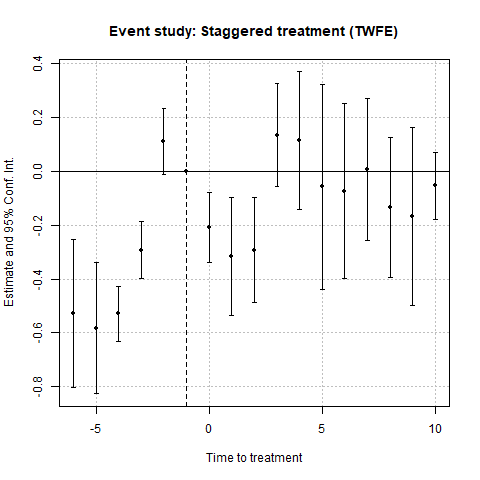 Event study: Staggered treatment (TWFE)
Estimate and 95% Conf. Int.
0.4
0.2
0.0
-0.2
-0.4
-0.6
-0.8
-5 0 5 10
Time to treatment